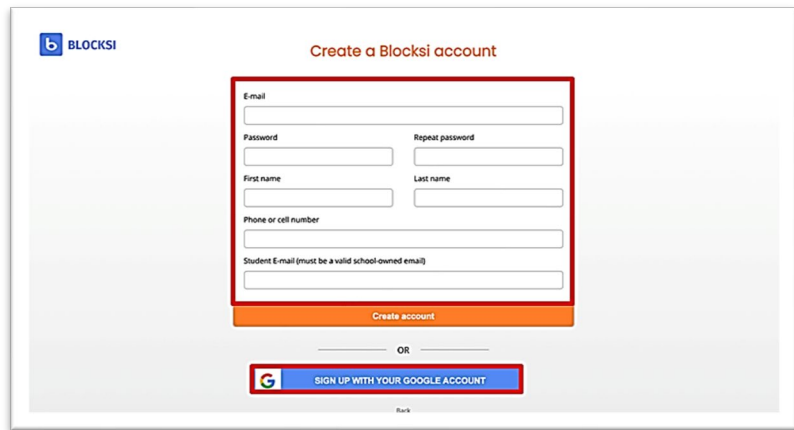 BLOCKSI
Create a Blocksi account
E-mail
Password Repeat password
First name Last name
Phone or cell number
Student E-mail (must be a valid school-owned email)
Create account
OR
SIGN UP WITH YOUR GOOGLE ACCOUNT
Back